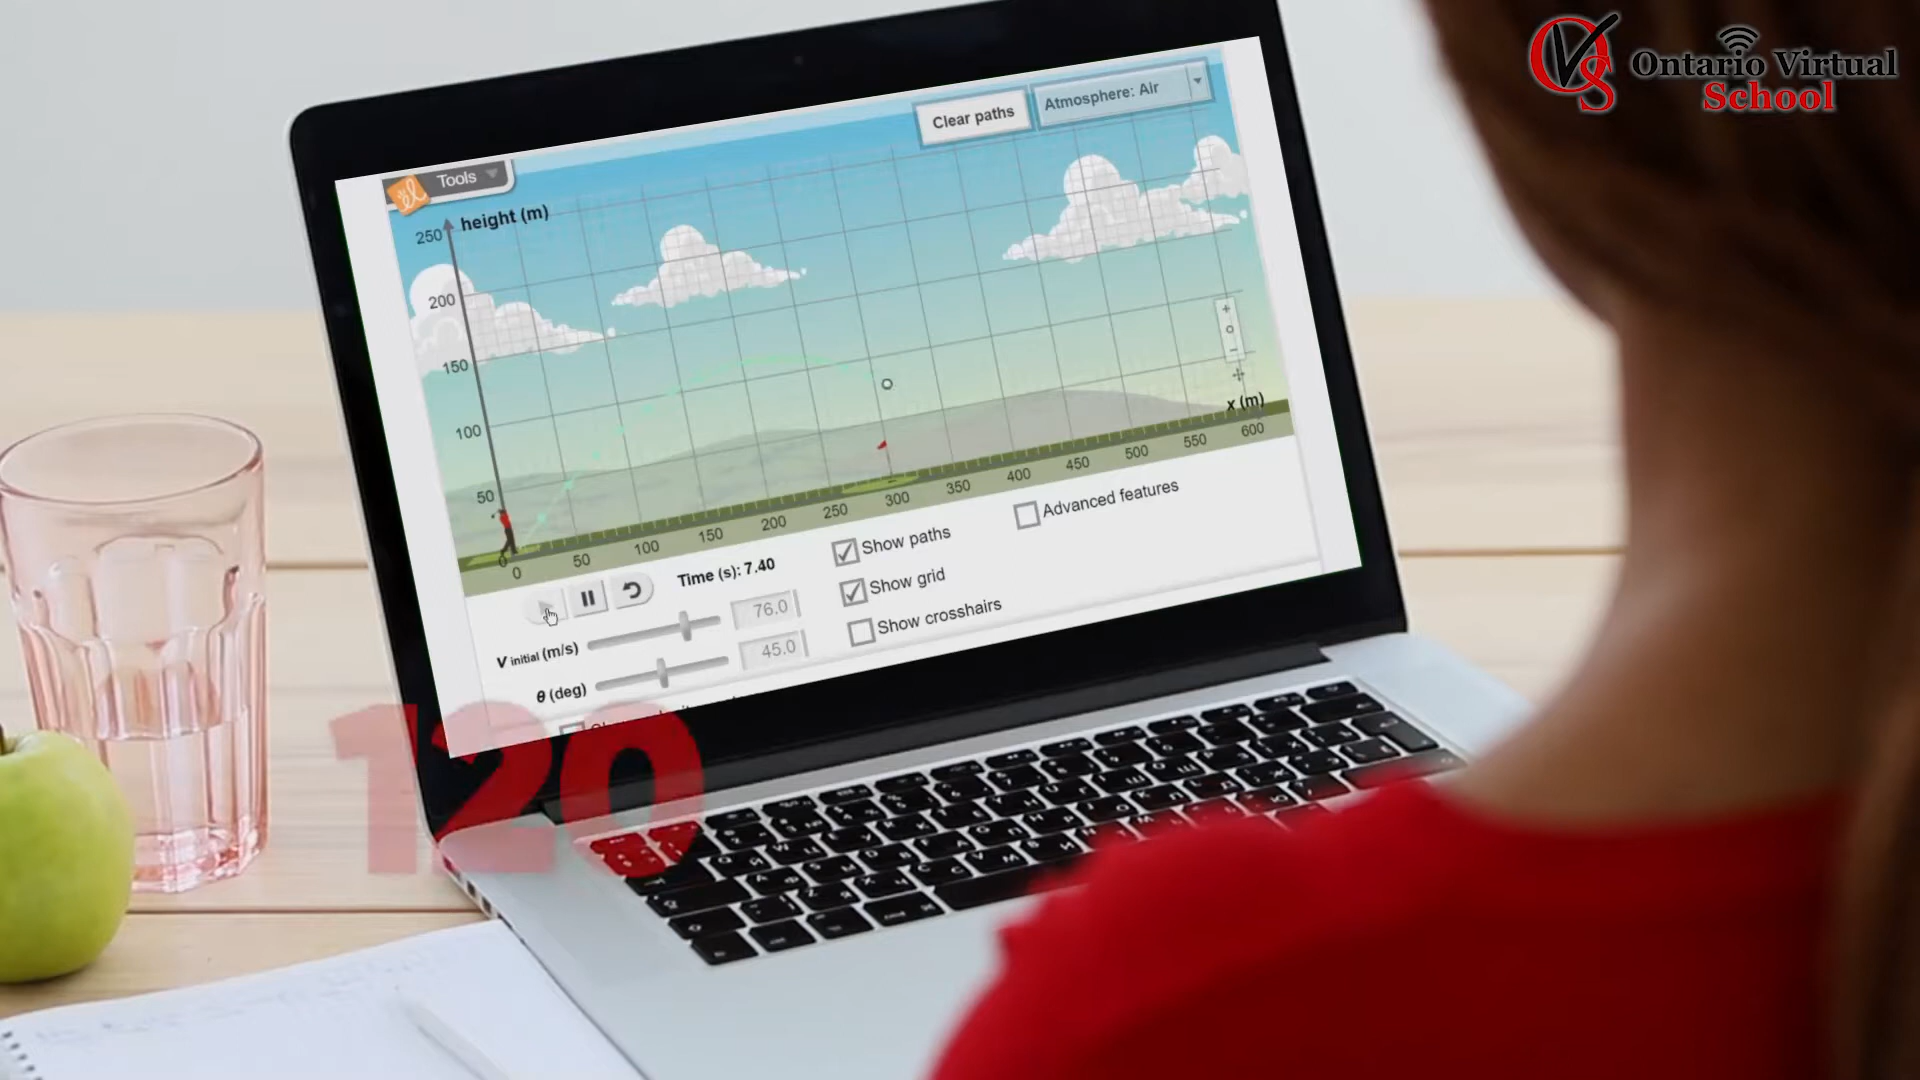 Ontario Virtual
School
Clear paths
Atmosphere: Air
Tools
height (m)
250
200
150
100
50
0
x (m)
0 50 100 150 200 250 300 350 400 450 500 550 600
Time (s): 7.40
Show paths
Advanced features
V initial (m/s)
76.0
Show grid
θ (deg)
45.0
Show crosshairs
120